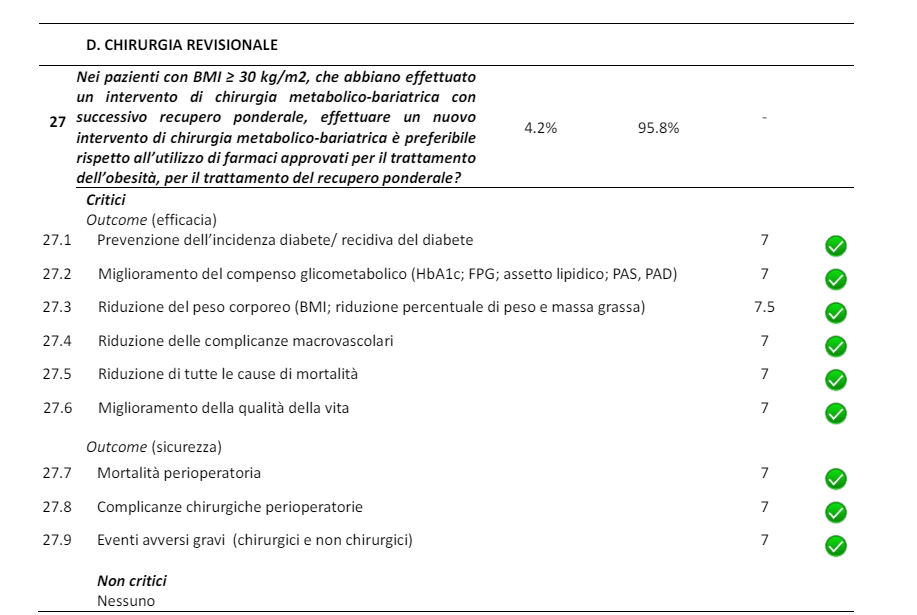 D. CHIRURGIA REVISIONALE
Nei pazienti con BMI ≥ 30 kg/m2, che abbiano effettuato
un intervento di chirurgia metabolico-bariatrica con
27 successivo recupero ponderale, effettuare un nuovo 4.2% 95.8% -
intervento di chirurgia metabolico-bariatrica è preferibile
rispetto all’utilizzo di farmaci approvati per il trattamento
dell’obesità, per il trattamento del recupero ponderale?
Critici
Outcome (efficacia)
27.1 Prevenzione dell’incidenza diabete/ recidiva del diabete 7
27.2 Miglioramento del compenso glicometabolico (HbA1c; FPG; assetto lipidico; PAS, PAD) 7
27.3 Riduzione del peso corporeo (BMI; riduzione percentuale di peso e massa grassa) 7.5
27.4 Riduzione delle complicanze macrovascolari 7
27.5 Riduzione di tutte le cause di mortalità 7
27.6 Miglioramento della qualità della vita 7
Outcome (sicurezza)
27.7 Mortalità perioperatoria 7
27.8 Complicanze chirurgiche perioperatorie 7
27.9 Eventi avversi gravi (chirurgici e non chirurgici) 7
Non critici
Nessuno